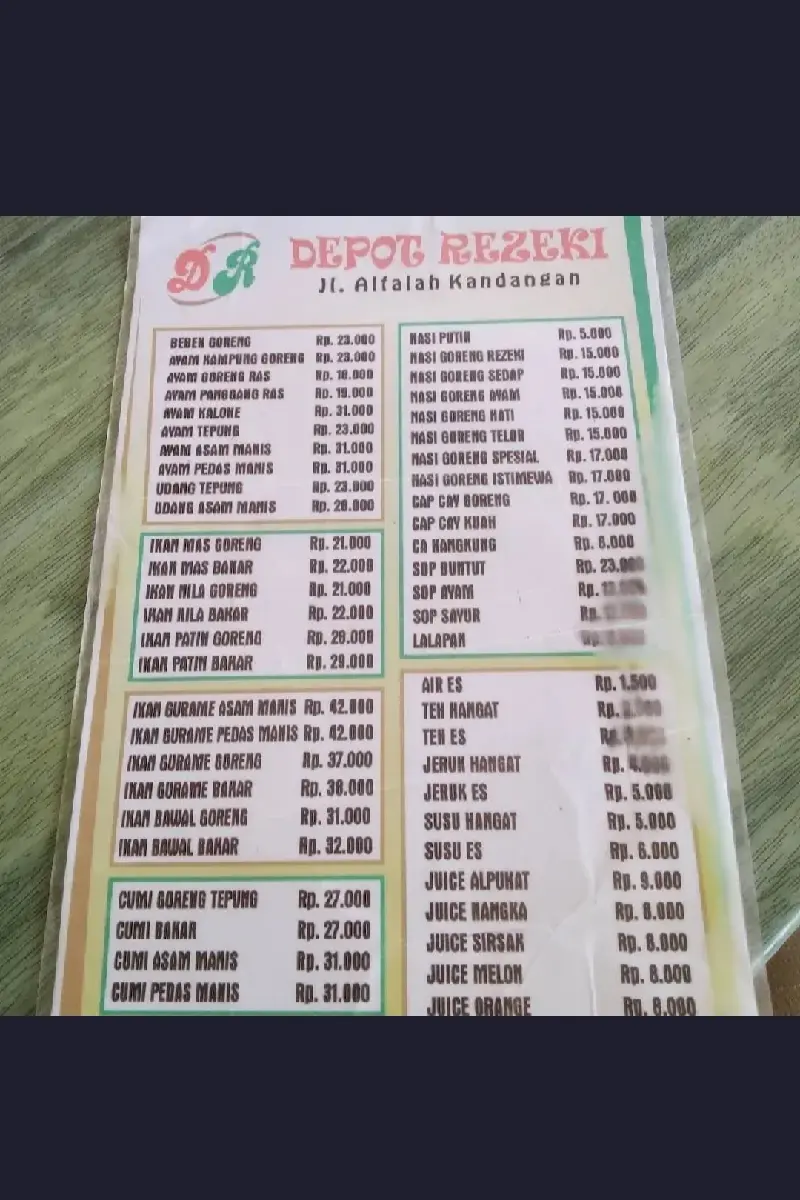 DR
DEPOT REZEKI
Jl. Alfalah Kandangan
BEBEK GORENG Rp. 23.000
AYAM KAMPUNG GORENG Rp. 23.000
AYAM GORENG RAS Rp. 18.000
AYAM PANGGANG RAS Rp. 19.000
AYAM KALOKE Rp. 31.000
AYAM TEPUNG Rp. 23.000
AYAM ASAM MANIS Rp. 31.000
AYAM PEDAS MANIS Rp. 31.000
UDANG TEPUNG Rp. 23.000
UDANG ASAM MANIS Rp. 28.000
IKAN MAS GORENG Rp. 21.000
IKAN MAS BAKAR Rp. 22.000
IKAN NILA GORENG Rp. 21.000
IKAN NILA BAKAR Rp. 22.000
IKAN PATIN GORENG Rp. 28.000
IKAN PATIN BAKAR Rp. 29.000
IKAN GURAME ASAM MANIS Rp. 42.000
IKAN GURAME PEDAS MANIS Rp. 42.000
IKAN GURAME GORENG Rp. 37.000
IKAN GURAME BAKAR Rp. 38.000
IKAN BAWAL GORENG Rp. 31.000
IKAN BAWAL BAKAR Rp. 32.000
CUMI GORENG TEPUNG Rp. 27.000
CUMI BAKAR Rp. 27.000
CUMI ASAM MANIS Rp. 31.000
CUMI PEDAS MANIS Rp. 31.000
NASI PUTIH Rp. 5.000
NASI GORENG REZEKI Rp. 15.000
NASI GORENG SEDAP Rp. 15.000
NASI GORENG AYAM Rp. 15.000
NASI GORENG HATI Rp. 15.000
NASI GORENG TELOR Rp. 15.000
NASI GORENG SPESIAL Rp. 17.000
NASI GORENG ISTIMEWA Rp. 17.000
CAP CAY GORENG Rp. 17.000
CAP CAY KUAH Rp. 17.000
CA KANGKUNG Rp. 8.000
SOP BUNTUT Rp. 23.000
SOP AYAM Rp.
SOP SAYUR Rp.
LALAPAN Rp.
AIR ES Rp. 1.500
TEH HANGAT Rp.
TEH ES Rp.
JERUK HANGAT Rp.
JERUK ES Rp. 5.000
SUSU HANGAT Rp. 5.000
SUSU ES Rp. 6.000
JUICE ALPUKAT Rp. 9.000
JUICE NANGKA Rp. 8.000
JUICE SIRSAK Rp. 8.000
JUICE MELON Rp. 8.000
JUICE ORANGE Rp. 8.000